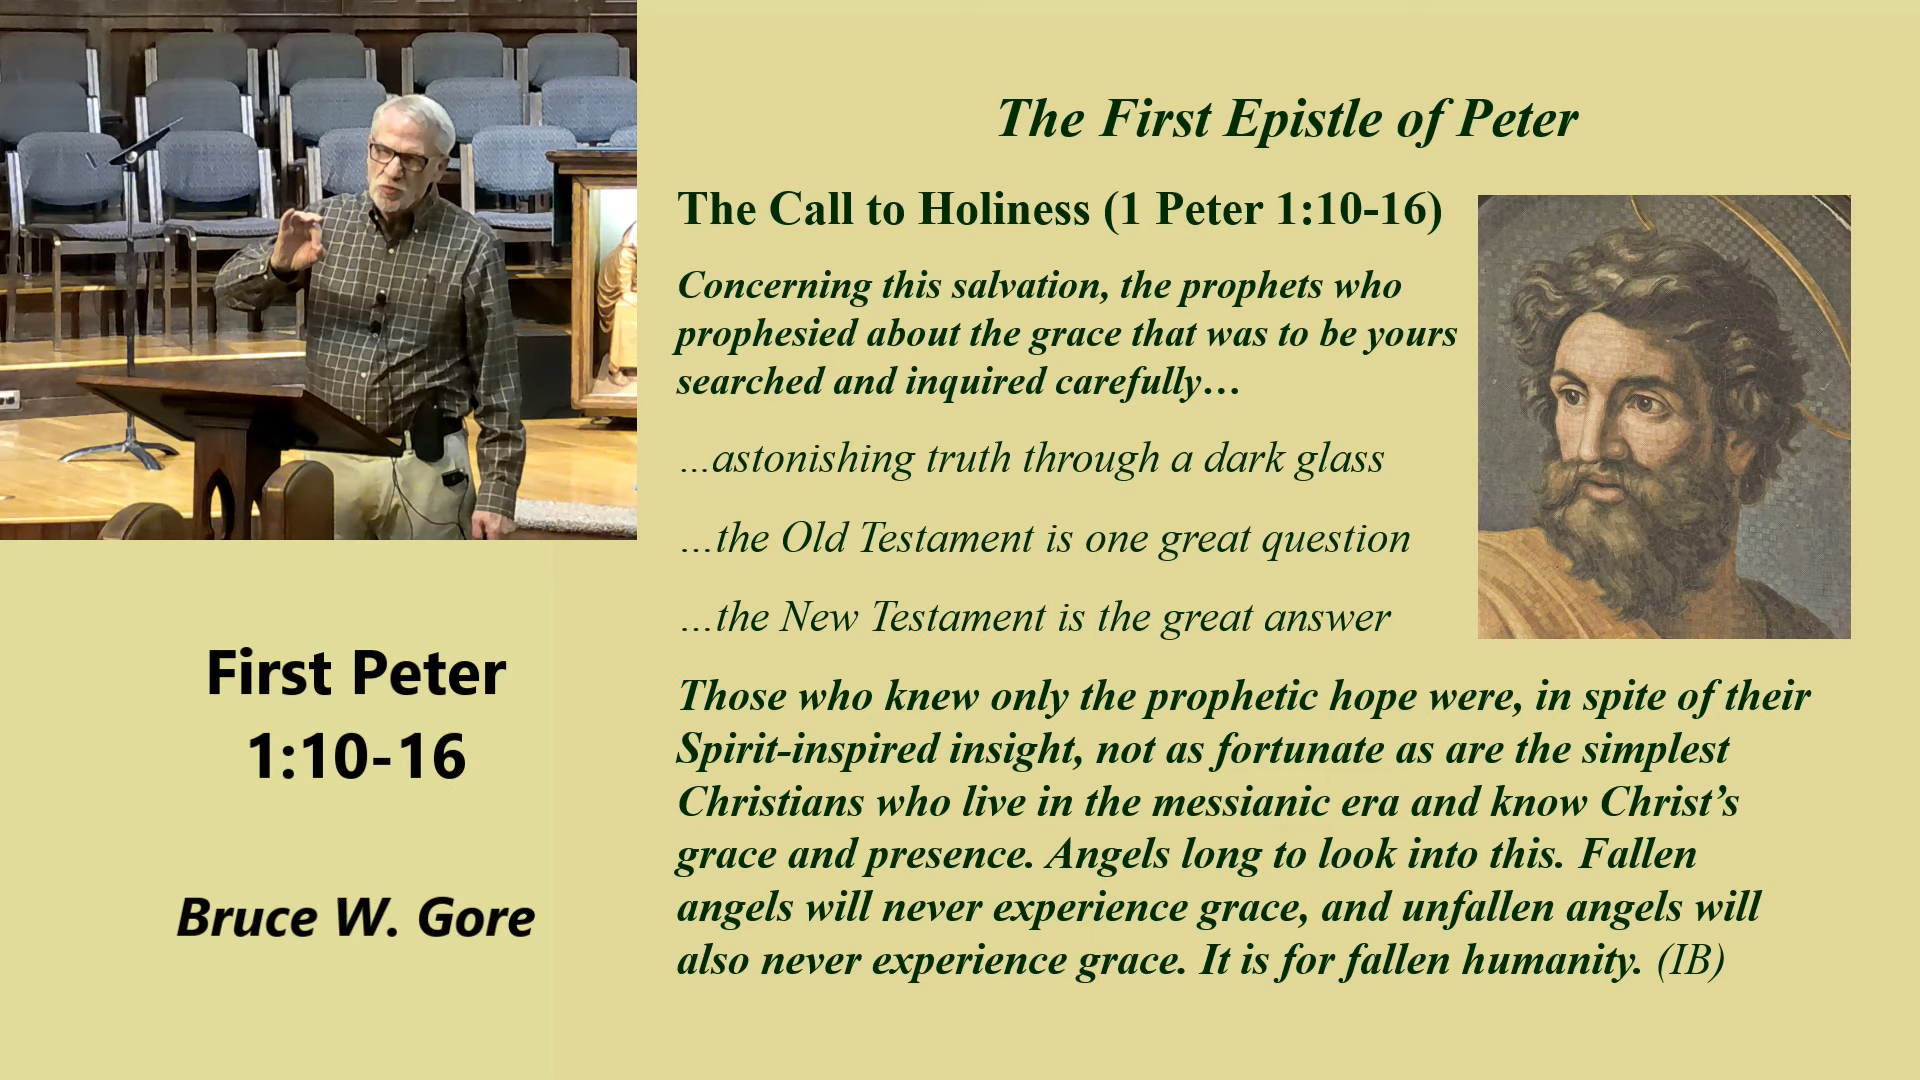 The First Epistle of Peter
The Call to Holiness (1 Peter 1:10-16)
Concerning this salvation, the prophets who
prophesied about the grace that was to be yours
searched and inquired carefully…
...astonishing truth through a dark glass
...the Old Testament is one great question
...the New Testament is the great answer
Those who knew only the prophetic hope were, in spite of their
Spirit-inspired insight, not as fortunate as are the simplest
Christians who live in the messianic era and know Christ’s
grace and presence. Angels long to look into this. Fallen
angels will never experience grace, and unfallen angels will
also never experience grace. It is for fallen humanity. (IB)
First Peter
1:10-16
Bruce W. Gore